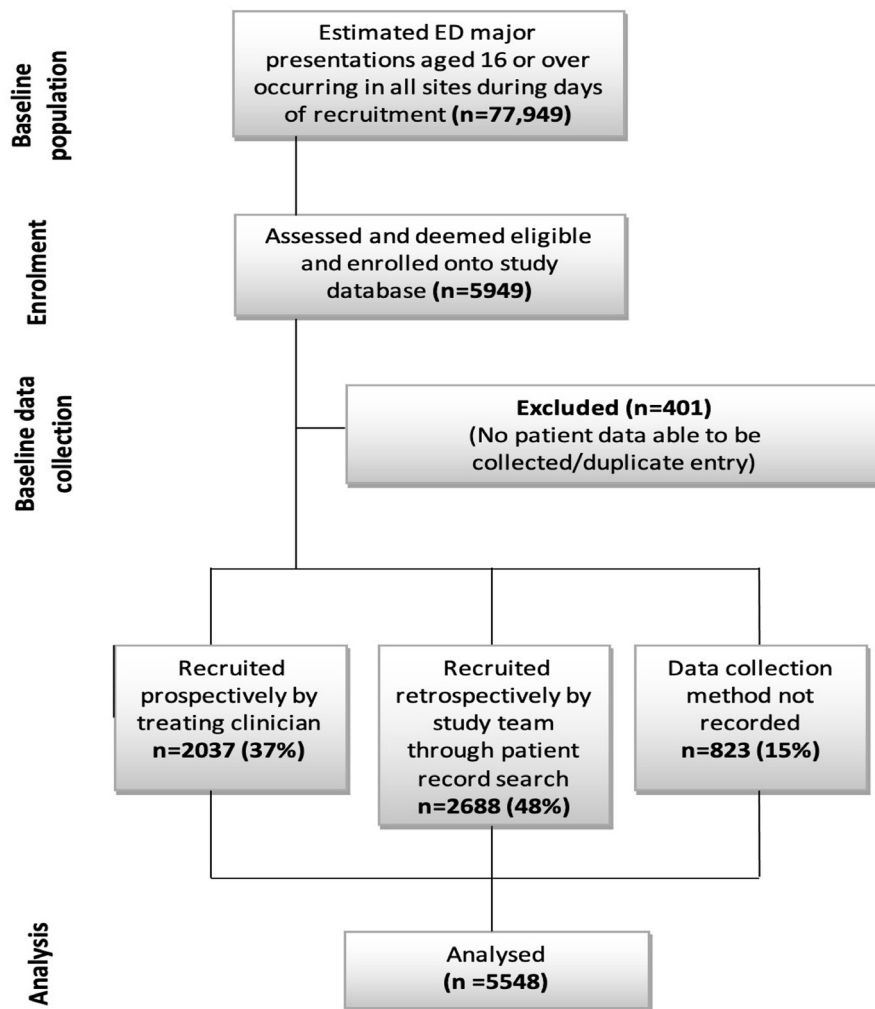 Baseline
population
Estimated ED major
presentations aged 16 or over
occurring in all sites during days
of recruitment (n=77,949)
Enrolment
Assessed and deemed eligible
and enrolled onto study
database (n=5949)
Baseline data
collection
Excluded (n=401)
(No patient data able to be
collected/duplicate entry)
Recruited
prospectively by
treating clinician
n=2037 (37%)
Recruited
retrospectively by
study team
through patient
record search
n=2688 (48%)
Data collection
method not
recorded
n=823 (15%)
Analysis
Analysed
(n =5548)